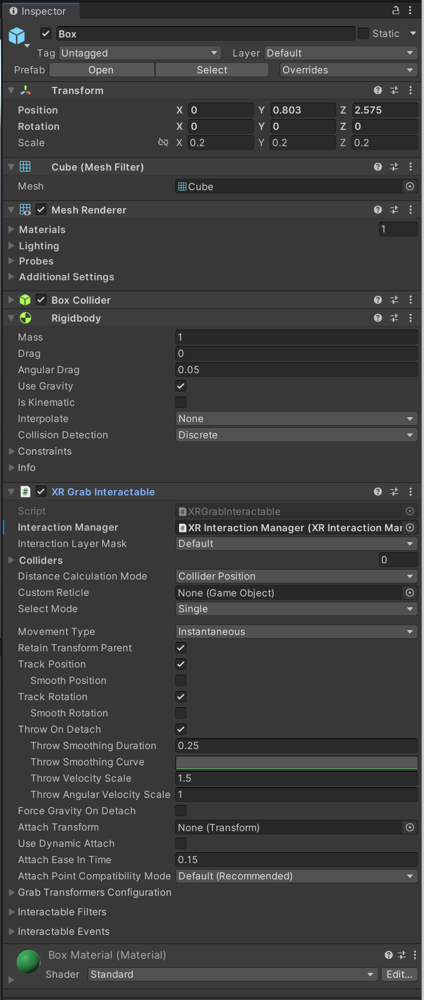 Inspector
Box
Static
Tag Untagged Layer Default
Prefab Open Select Overrides
Transform
Position X 0 Y 0.803 Z 2.575
Rotation X 0 Y 0 Z 0
Scale X 0.2 Y 0.2 Z 0.2
Cube (Mesh Filter)
Mesh Cube
Mesh Renderer
Materials 1
Lighting
Probes
Additional Settings
Box Collider
Rigidbody
Mass 1
Drag 0
Angular Drag 0.05
Use Gravity
Is Kinematic
Interpolate None
Collision Detection Discrete
Constraints
Info
# XR Grab Interactable
Script # XRGrabInteractable
Interaction Manager # XR Interaction Manager (XR Interaction Mar
Interaction Layer Mask Default
Colliders 0
Distance Calculation Mode Collider Position
Custom Reticle None (Game Object)
Select Mode Single
Movement Type Instantaneous
Retain Transform Parent
Track Position
Smooth Position
Track Rotation
Smooth Rotation
Throw On Detach
Throw Smoothing Duration 0.25
Throw Smoothing Curve
Throw Velocity Scale 1.5
Throw Angular Velocity Scale 1
Force Gravity On Detach
Attach Transform None (Transform)
Use Dynamic Attach
Attach Ease In Time 0.15
Attach Point Compatibility Mode Default (Recommended)
Grab Transformers Configuration
Interactable Filters
Interactable Events
Box Material (Material)
Shader Standard Edit...